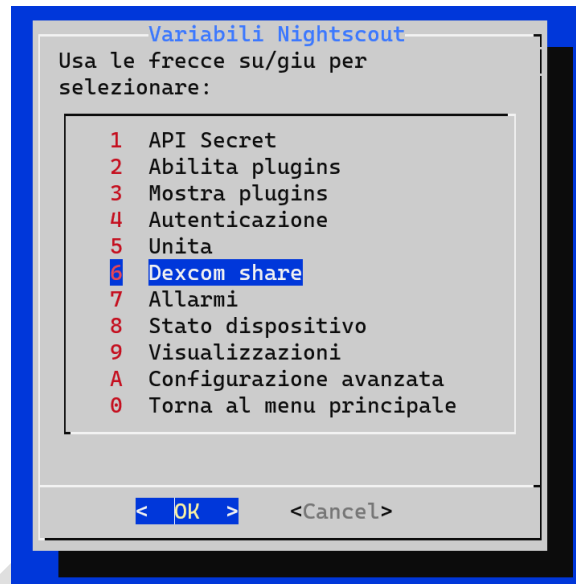 Variabili Nightscout
Usa le frecce su/giu per
selezionare:
1 API Secret
2 Abilita plugins
3 Mostra plugins
4 Autenticazione
5 Unita
6 Dexcom share
7 Allarmi
8 Stato dispositivo
9 Visualizzazioni
A Configurazione avanzata
0 Torna al menu principale
< OK > <Cancel>